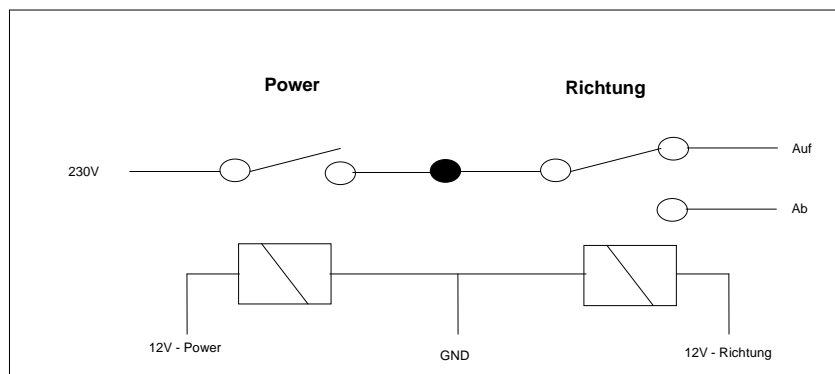 Power
Richtung
230V
Auf
Ab
12V - Power
GND
12V - Richtung